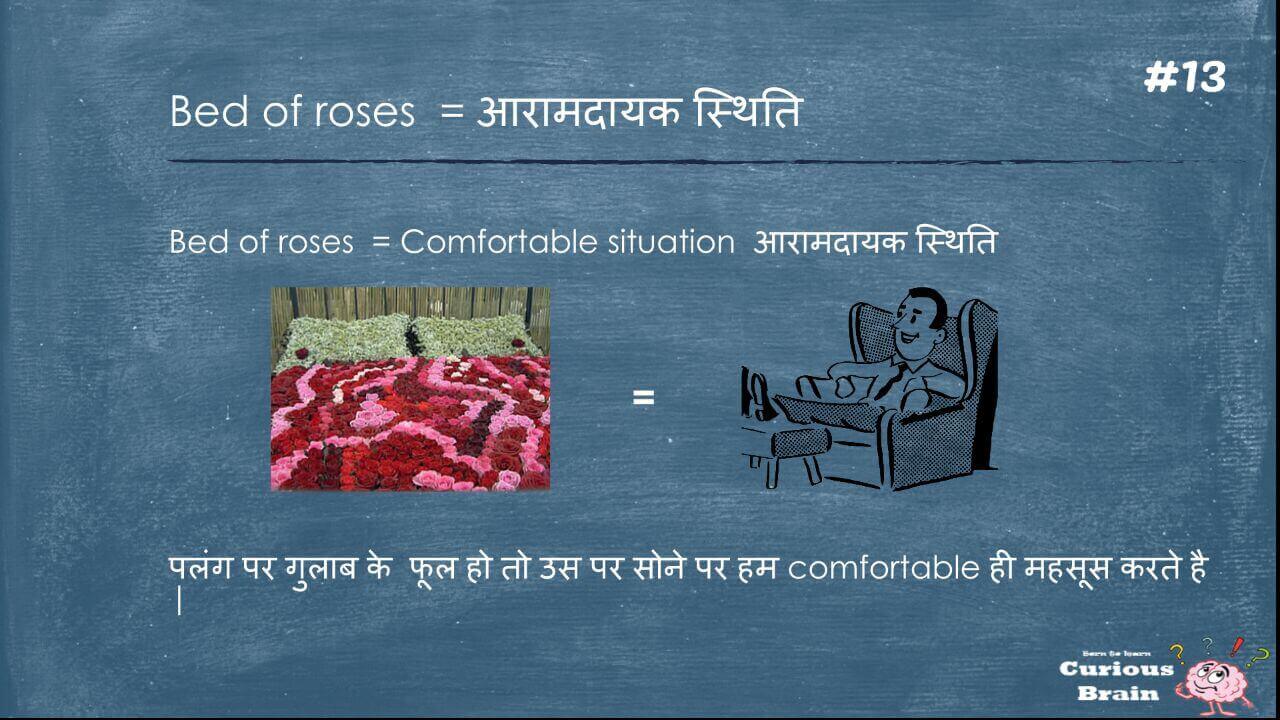 #13
Bed of roses = आरामदायक स्थिति
Bed of roses = Comfortable situation आरामदायक स्थिति
=
पलंग पर गुलाब के फूल हो तो उस पर सोने पर हम comfortable ही महसूस करते है
|
Born to learn
Curious
Brain